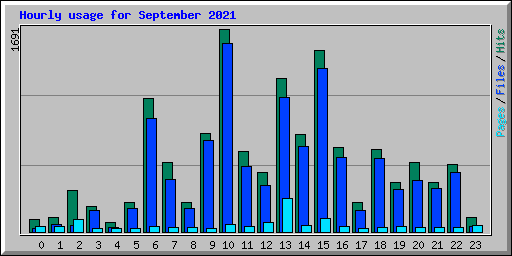 Hourly usage for September 2021
1691
Pages/Files/Hits
0 1 2 3 4 5 6 7 8 9 10 11 12 13 14 15 16 17 18 19 20 21 22 23